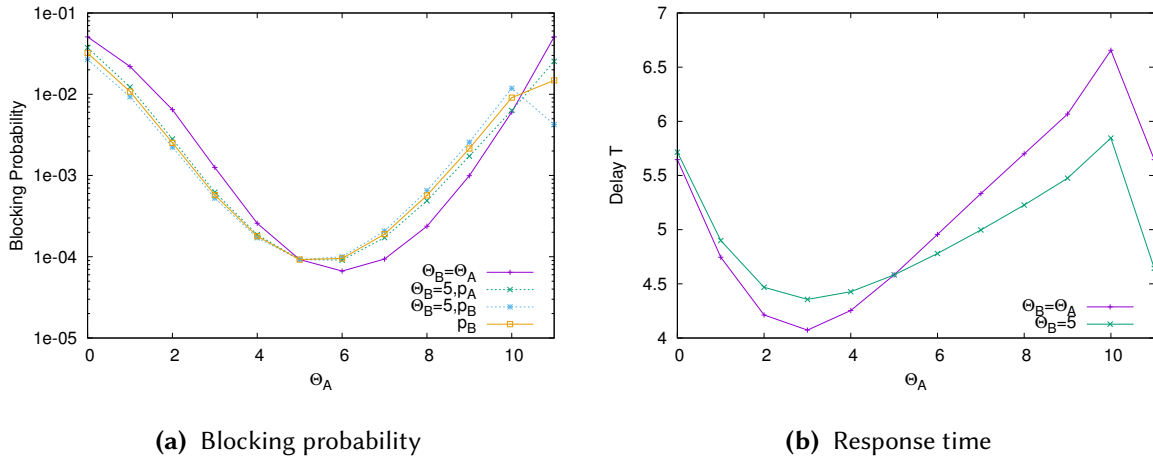 1e-01
1e-02
1e-03
1e-04
1e-05
Blocking Probability
0 2 4 6 8 10
Θ_A
Θ_B=Θ_A
Θ_B=5,p_A
Θ_B=5,p_B
p_B
(a) Blocking probability
7
6.5
6
5.5
5
4.5
4
Delay T
0 2 4 6 8 10
Θ_A
Θ_B=Θ_A
Θ_B=5
(b) Response time